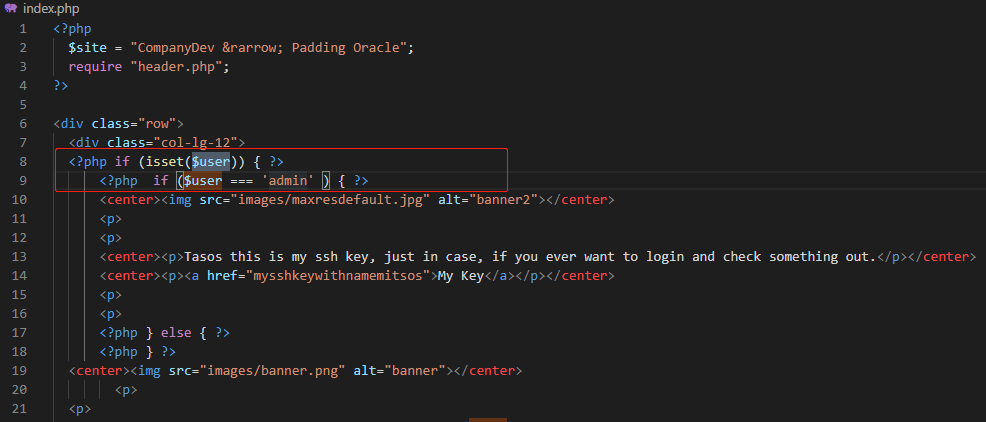 index.php
1 <?php
2 $site = "CompanyDev &rarrow; Padding Oracle";
3 require "header.php";
4 ?>
5
6 <div class="row">
7 <div class="col-lg-12">
8 <?php if (isset($user)) { ?>
9 <?php  if ($user === 'admin' ) { ?>
10 <center><img src="images/maxresdefault.jpg" alt="banner2"></center>
11 <p>
12 <p>
13 <center><p>Tasos this is my ssh key, just in case, if you ever want to login and check something out.</p></center>
14 <center><p><a href="mysshkeywithnamemitsos">My Key</a></p></center>
15 <p>
16 <p>
17 <?php } else { ?>
18 <?php } ?>
19 <center><img src="images/banner.png" alt="banner"></center>
20 <p>
21 <p>